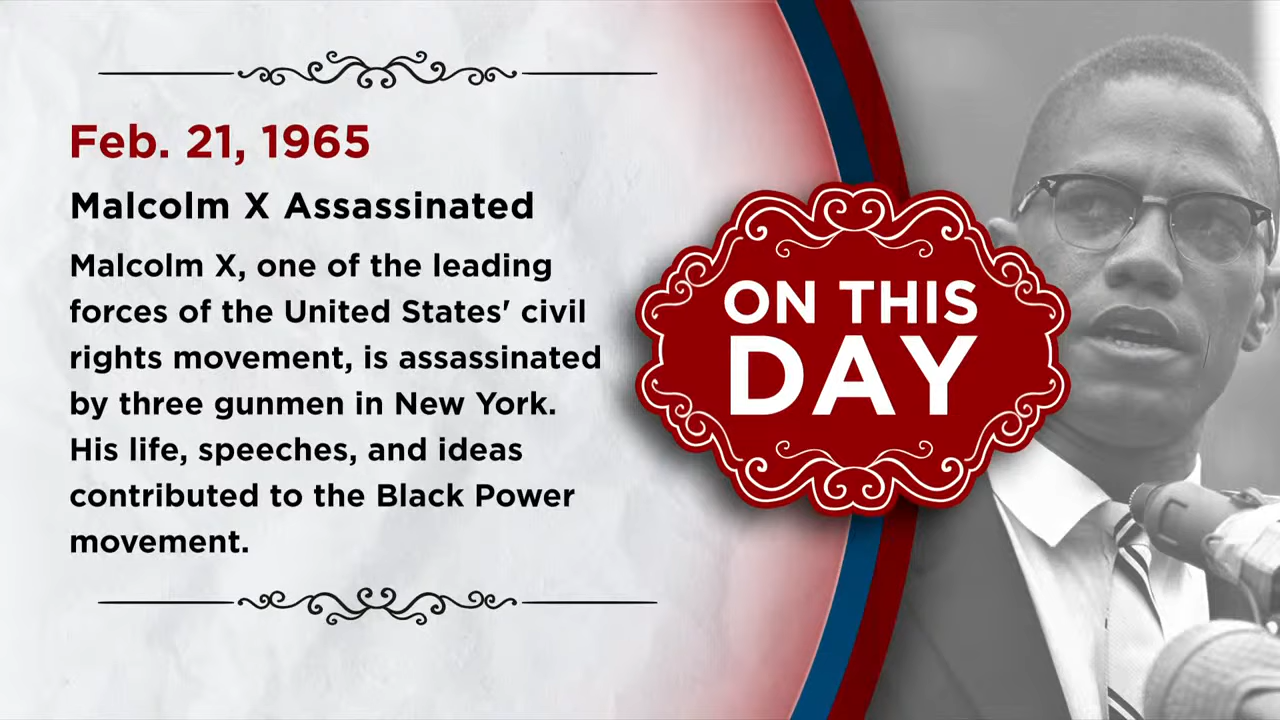 Feb. 21, 1965
Malcolm X Assassinated
Malcolm X, one of the leading
forces of the United States' civil
rights movement, is assassinated
by three gunmen in New York.
His life, speeches, and ideas
contributed to the Black Power
movement.
ON THIS
DAY